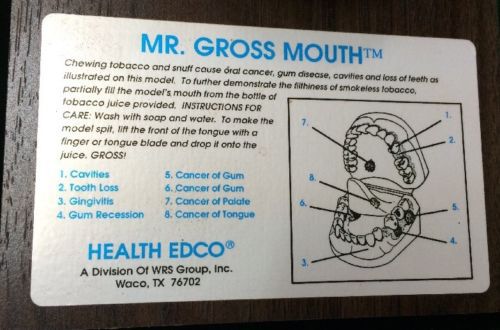 MR. GROSS MOUTH™
Chewing tobacco and snuff cause oral cancer, gum disease, cavities and loss of teeth as
illustrated on this model. To further demonstrate the filthiness of smokeless tobacco,
partially fill the model's mouth from the bottle of
tobacco juice provided. INSTRUCTIONS FOR
CARE: Wash with soap and water. To make the
model spit, lift the front of the tongue with a
finger or tongue blade and drop it onto the
juice. GROSS!
1. Cavities
2. Tooth Loss
3. Gingivitis
4. Gum Recession
5. Cancer of Gum
6. Cancer of Gum
7. Cancer of Palate
8. Cancer of Tongue
HEALTH EDCO®
A Division Of WRS Group, Inc.
Waco, TX 76702
7.
1.
2.
8.
6.
5.
4.
3.